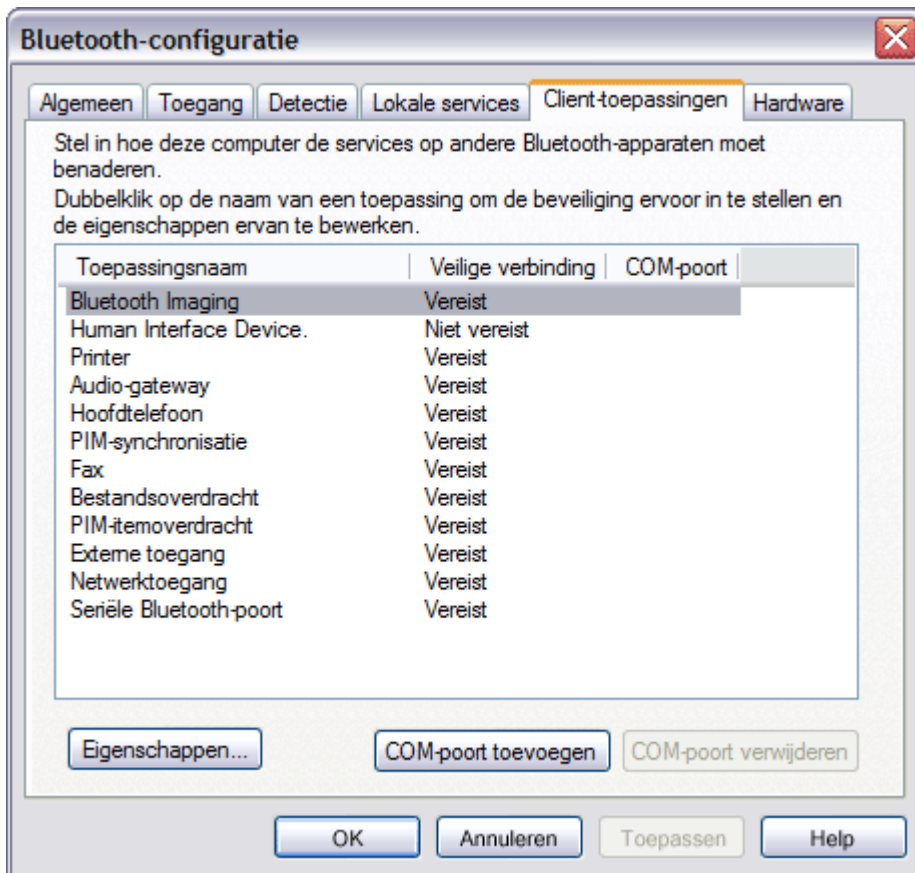 Bluetooth-configuratie
Algemeen Toegang Detectie Lokale services Client-toepassingen Hardware
Stel in hoe deze computer de services op andere Bluetooth-apparaten moet
benaderen.
Dubbelklik op de naam van een toepassing om de beveiliging ervoor in te stellen en
de eigenschappen ervan te bewerken.
Toepassingsnaam Veilige verbinding COM-poort
Bluetooth Imaging Vereist
Human Interface Device. Niet vereist
Printer Vereist
Audio-gateway Vereist
Hoofdtelefoon Vereist
PIM-synchronisatie Vereist
Fax Vereist
Bestandsoverdracht Vereist
PIM-itemoverdracht Vereist
Externe toegang Vereist
Netwerktoegang Vereist
Seriële Bluetooth-poort Vereist
Eigenschappen... COM-poort toevoegen COM-poort verwijderen
OK Annuleren Toepassen Help